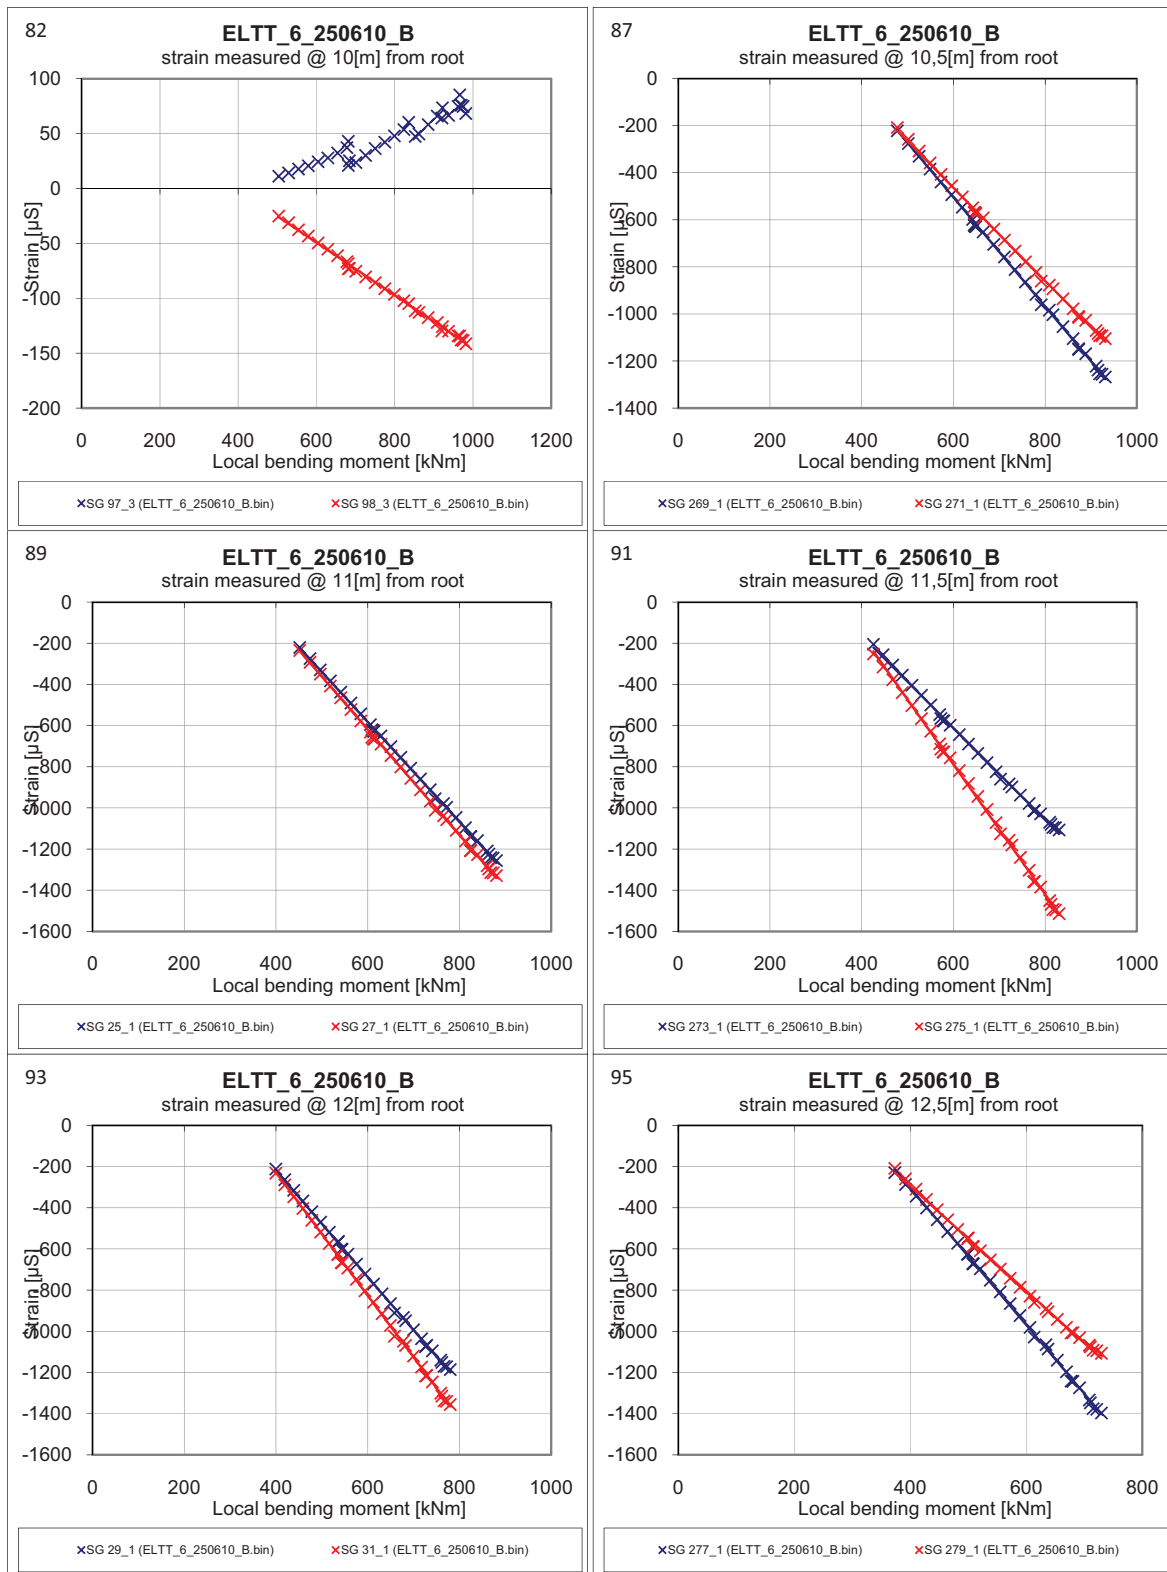 82
ELTT_6_250610_B
strain measured @ 10[m] from root
Strain [µS]
100
50
0
-50
-100
-150
-200
0 200 400 600 800 1000 1200
Local bending moment [kNm]
SG 97_3 (ELTT_6_250610_B.bin) SG 98_3 (ELTT_6_250610_B.bin)
87
ELTT_6_250610_B
strain measured @ 10,5[m] from root
Strain [µS]
0
-200
-400
-600
-800
-1000
-1200
-1400
0 200 400 600 800 1000
Local bending moment [kNm]
SG 269_1 (ELTT_6_250610_B.bin) SG 271_1 (ELTT_6_250610_B.bin)
89
ELTT_6_250610_B
strain measured @ 11[m] from root
Strain [µS]
0
-200
-400
-600
-800
-1000
-1200
-1400
-1600
0 200 400 600 800 1000
Local bending moment [kNm]
SG 25_1 (ELTT_6_250610_B.bin) SG 27_1 (ELTT_6_250610_B.bin)
91
ELTT_6_250610_B
strain measured @ 11,5[m] from root
Strain [µS]
0
-200
-400
-600
-800
-1000
-1200
-1400
-1600
0 200 400 600 800 1000
Local bending moment [kNm]
SG 273_1 (ELTT_6_250610_B.bin) SG 275_1 (ELTT_6_250610_B.bin)
93
ELTT_6_250610_B
strain measured @ 12[m] from root
Strain [µS]
0
-200
-400
-600
-800
-1000
-1200
-1400
-1600
0 200 400 600 800 1000
Local bending moment [kNm]
SG 29_1 (ELTT_6_250610_B.bin) SG 31_1 (ELTT_6_250610_B.bin)
95
ELTT_6_250610_B
strain measured @ 12,5[m] from root
Strain [µS]
0
-200
-400
-600
-800
-1000
-1200
-1400
-1600
0 200 400 600 800
Local bending moment [kNm]
SG 277_1 (ELTT_6_250610_B.bin) SG 279_1 (ELTT_6_250610_B.bin)